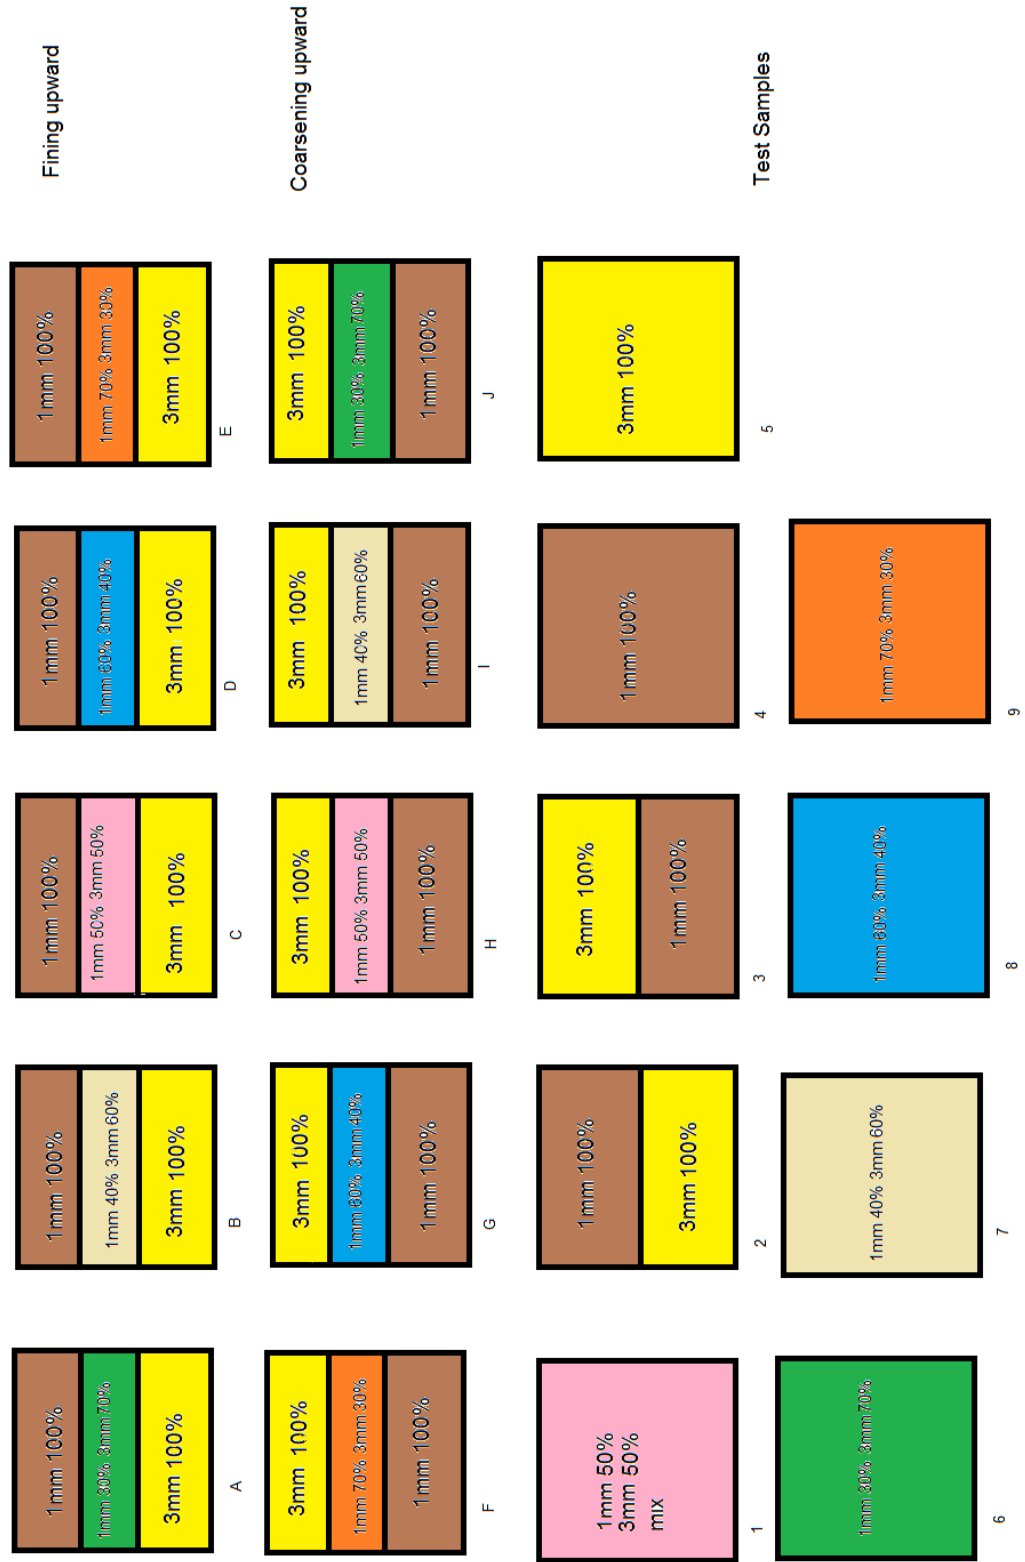 1mm 100%
1mm 30% 3mm 70%
3mm 100%
A
1mm 100%
1mm 40% 3mm 60%
3mm 100%
B
1mm 100%
1mm 50% 3mm 50%
3mm 100%
C
1mm 100%
1mm 60% 3mm 40%
3mm 100%
D
1mm 100%
1mm 70% 3mm 30%
3mm 100%
E
Fining upward
3mm 100%
1mm 70% 3mm 30%
1mm 100%
F
3mm 100%
1mm 60% 3mm 40%
1mm 100%
G
3mm 100%
1mm 50% 3mm 50%
1mm 100%
H
3mm 100%
1mm 40% 3mm 60%
1mm 100%
I
3mm 100%
1mm 30% 3mm 70%
1mm 100%
J
Coarsening upward
1mm 50%
3mm 50%
mix
1
1mm 100%
3mm 100%
2
3mm 100%
1mm 100%
3
1mm 100%
4
3mm 100%
5
Test Samples
1mm 30% 3mm 70%
6
1mm 40% 3mm 60%
7
1mm 60% 3mm 40%
8
1mm 70% 3mm 30%
9